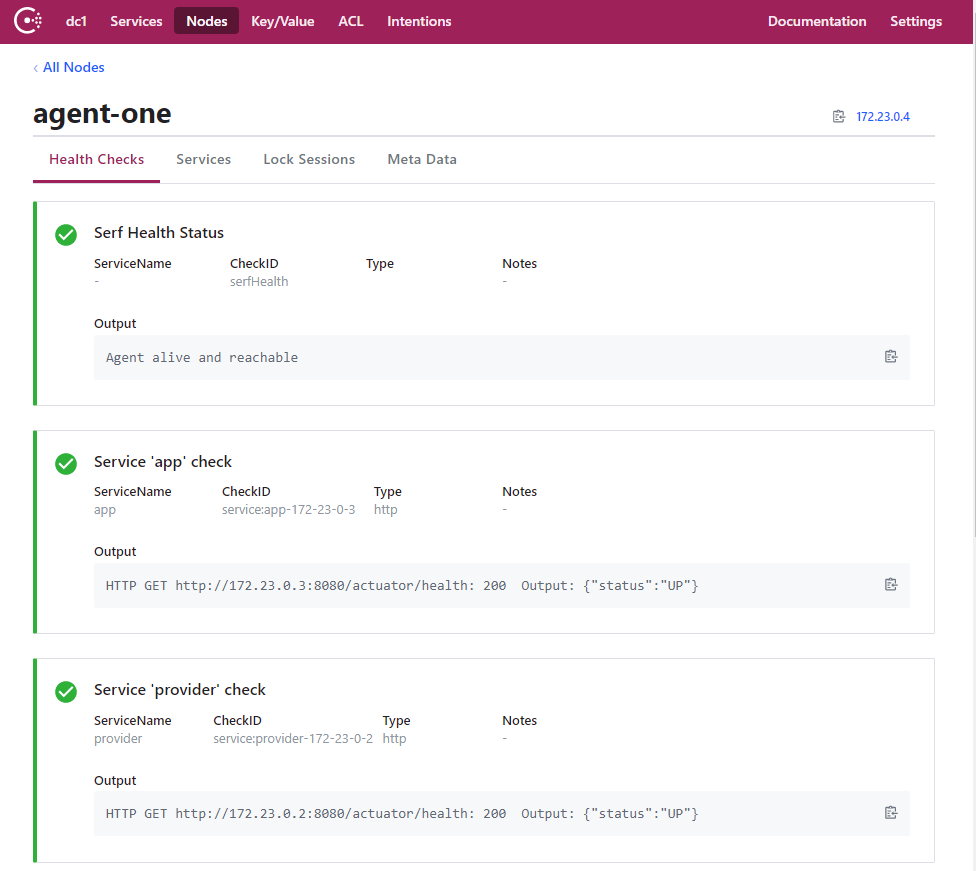 dc1 Services Nodes Key/Value ACL Intentions Documentation Settings
‹ All Nodes
agent-one 172.23.0.4
Health Checks Services Lock Sessions Meta Data
Serf Health Status
ServiceName CheckID Type Notes
- serfHealth -
Output
Agent alive and reachable
Service 'app' check
ServiceName CheckID Type Notes
app service:app-172-23-0-3 http -
Output
HTTP GET http://172.23.0.3:8080/actuator/health: 200 Output: {"status":"UP"}
Service 'provider' check
ServiceName CheckID Type Notes
provider service:provider-172-23-0-2 http -
Output
HTTP GET http://172.23.0.2:8080/actuator/health: 200 Output: {"status":"UP"}